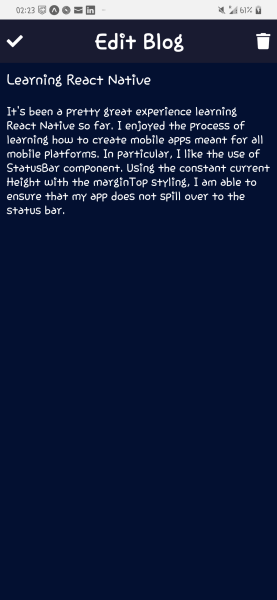 02:23
61%
Edit Blog
Learning React Native
It's been a pretty great experience learning
React Native so far. I enjoyed the process of
learning how to create mobile apps meant for all
mobile platforms. In particular, I like the use of
StatusBar component. Using the constant current
Height with the marginTop styling, I am able to
ensure that my app does not spill over to the
status bar.